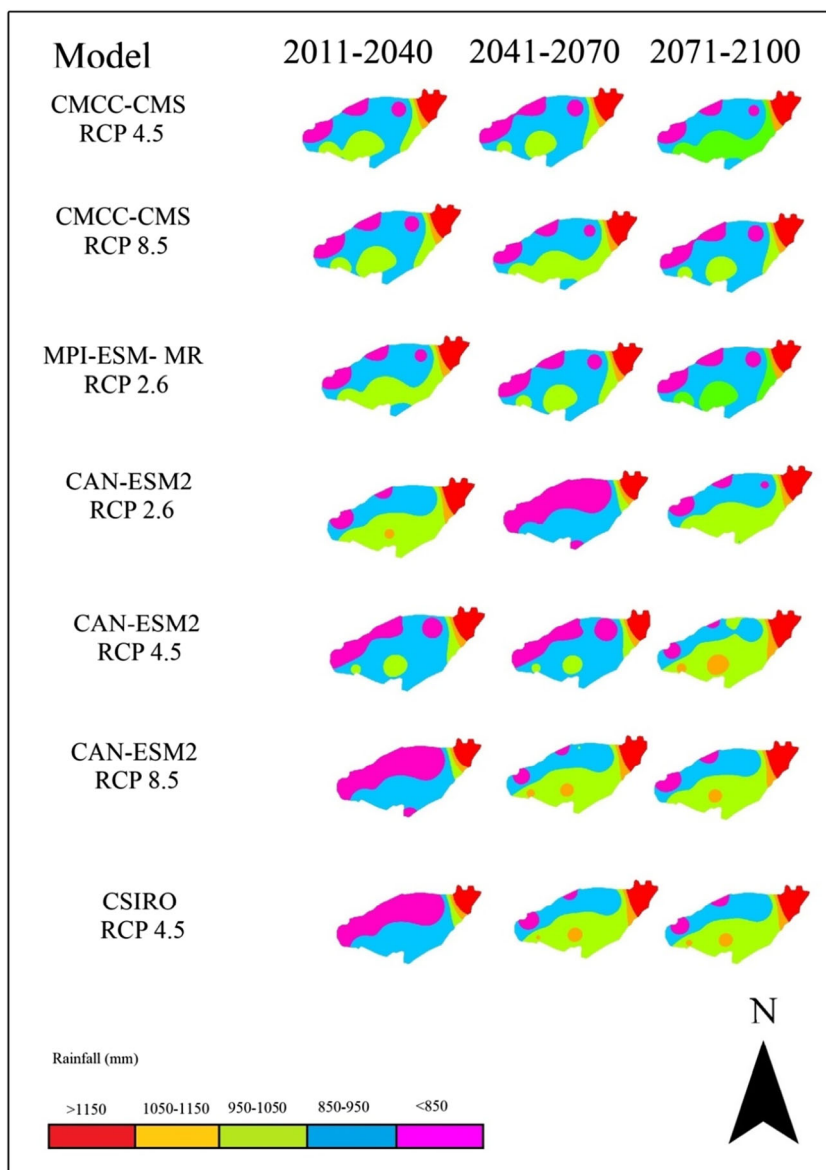 Model 2011-2040 2041-2070 2071-2100
CMCC-CMS
RCP 4.5
CMCC-CMS
RCP 8.5
MPI-ESM- MR
RCP 2.6
CAN-ESM2
RCP 2.6
CAN-ESM2
RCP 4.5
CAN-ESM2
RCP 8.5
CSIRO
RCP 4.5
N
Rainfall (mm)
>1150 1050-1150 950-1050 850-950 <850